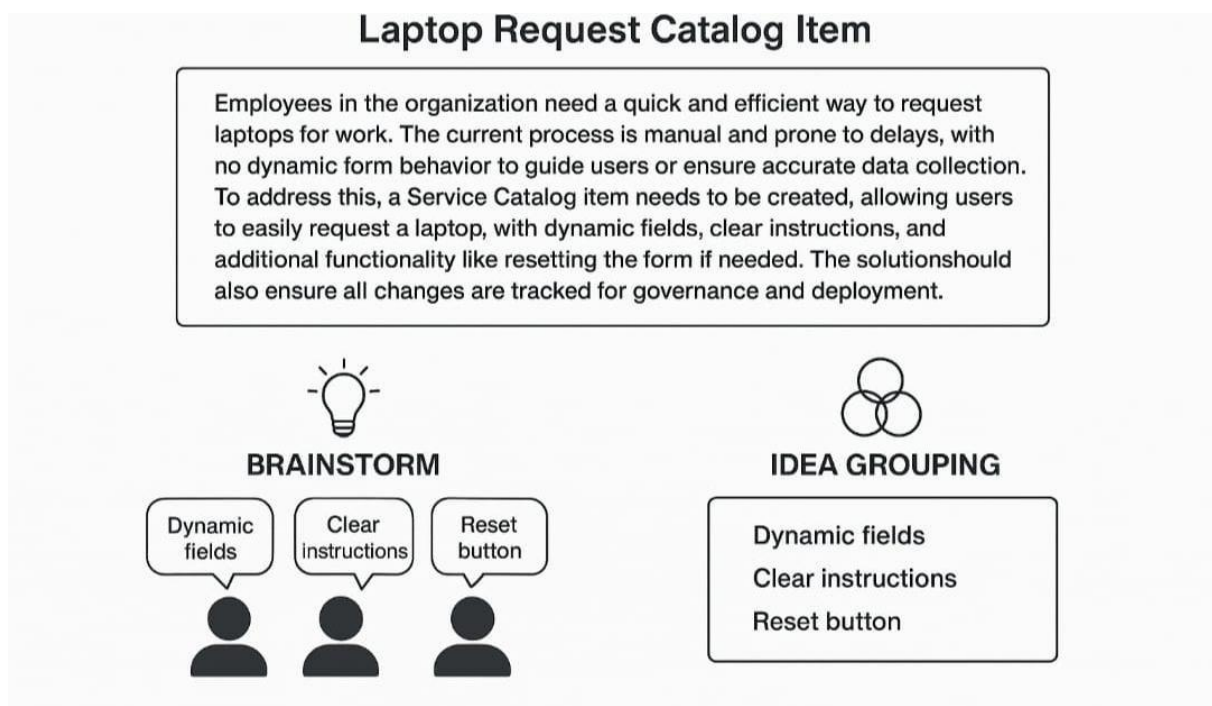 Laptop Request Catalog Item
Employees in the organization need a quick and efficient way to request
laptops for work. The current process is manual and prone to delays, with
no dynamic form behavior to guide users or ensure accurate data collection.
To address this, a Service Catalog item needs to be created, allowing users
to easily request a laptop, with dynamic fields, clear instructions, and
additional functionality like resetting the form if needed. The solutionshould
also ensure all changes are tracked for governance and deployment.
BRAINSTORM
Dynamic
fields
Clear
instructions
Reset
button
IDEA GROUPING
Dynamic fields
Clear instructions
Reset button